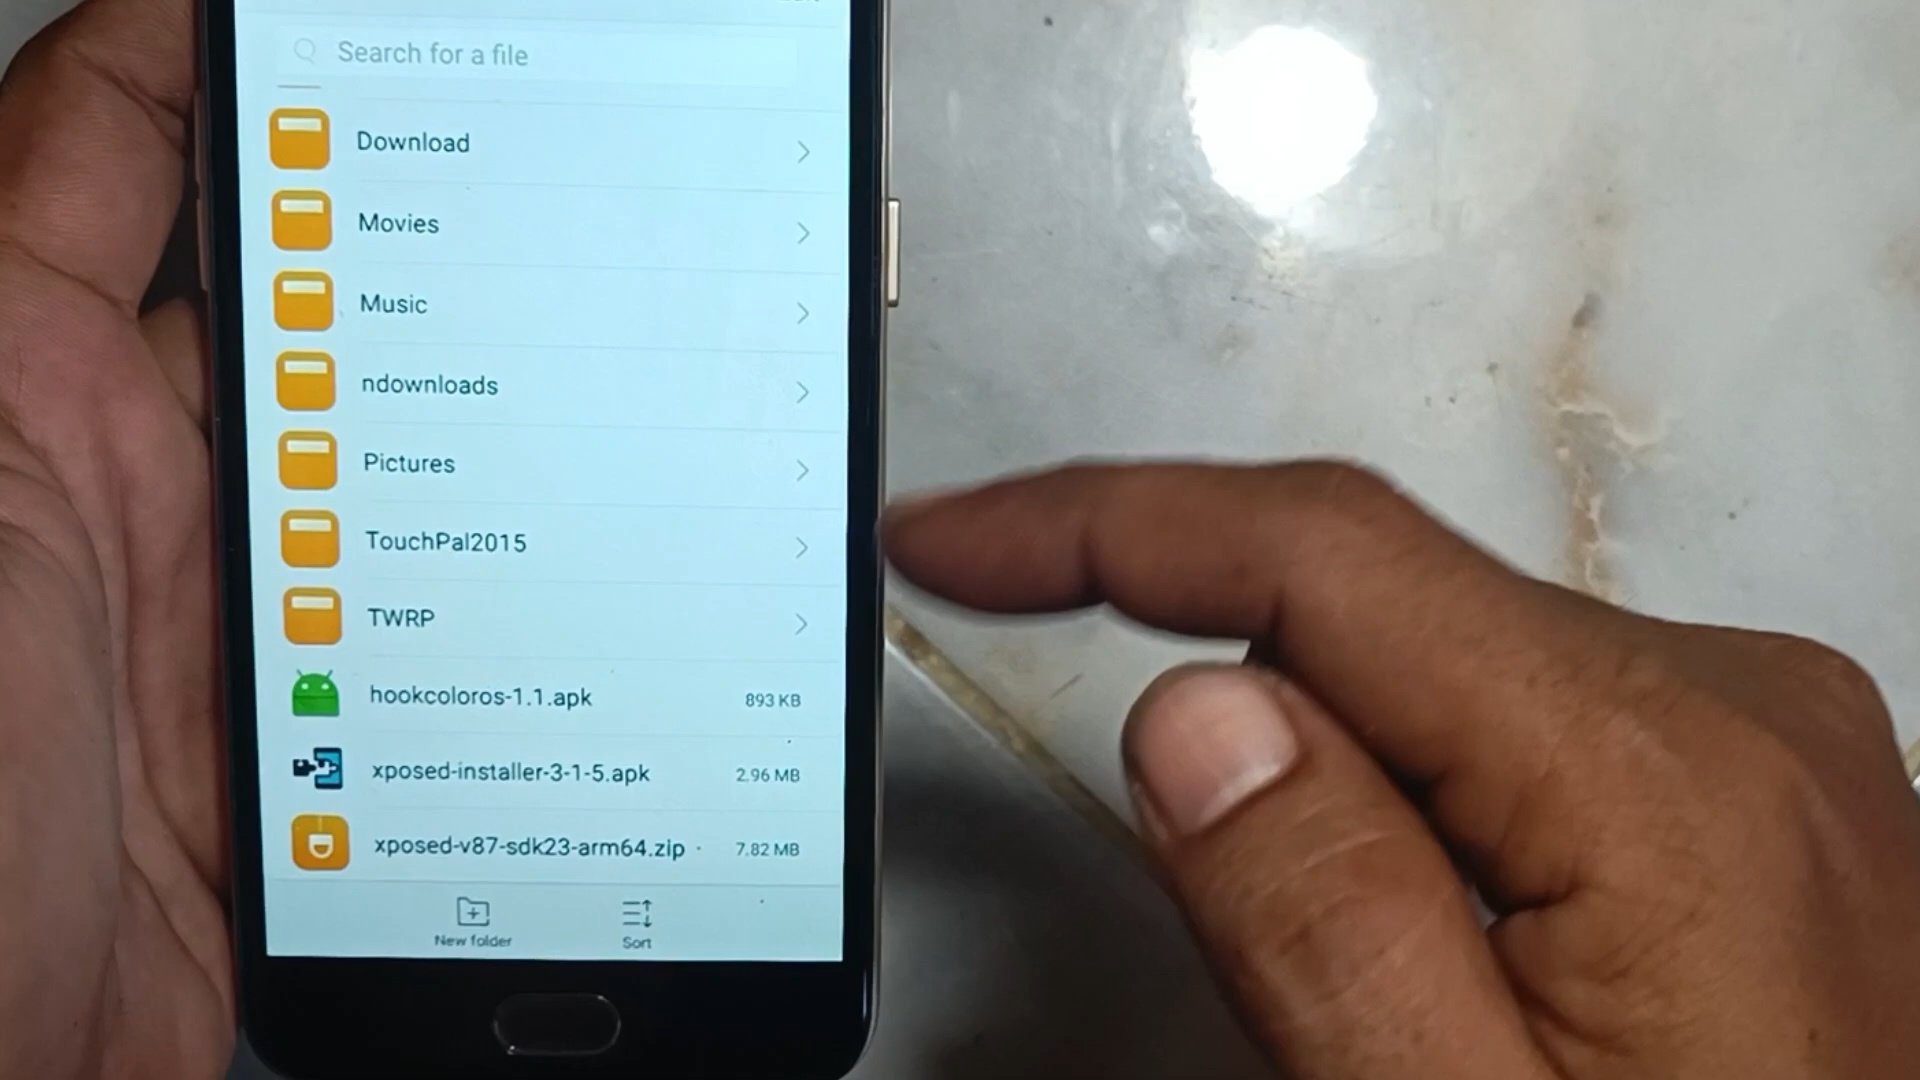 Search for a file
Download
Movies
Music
ndownloads
Pictures
TouchPal2015
TWRP
hookcoloros-1.1.apk 893 KB
xposed-installer-3-1-5.apk 2.96 MB
xposed-v87-sdk23-arm64.zip 7.82 MB
New folder Sort